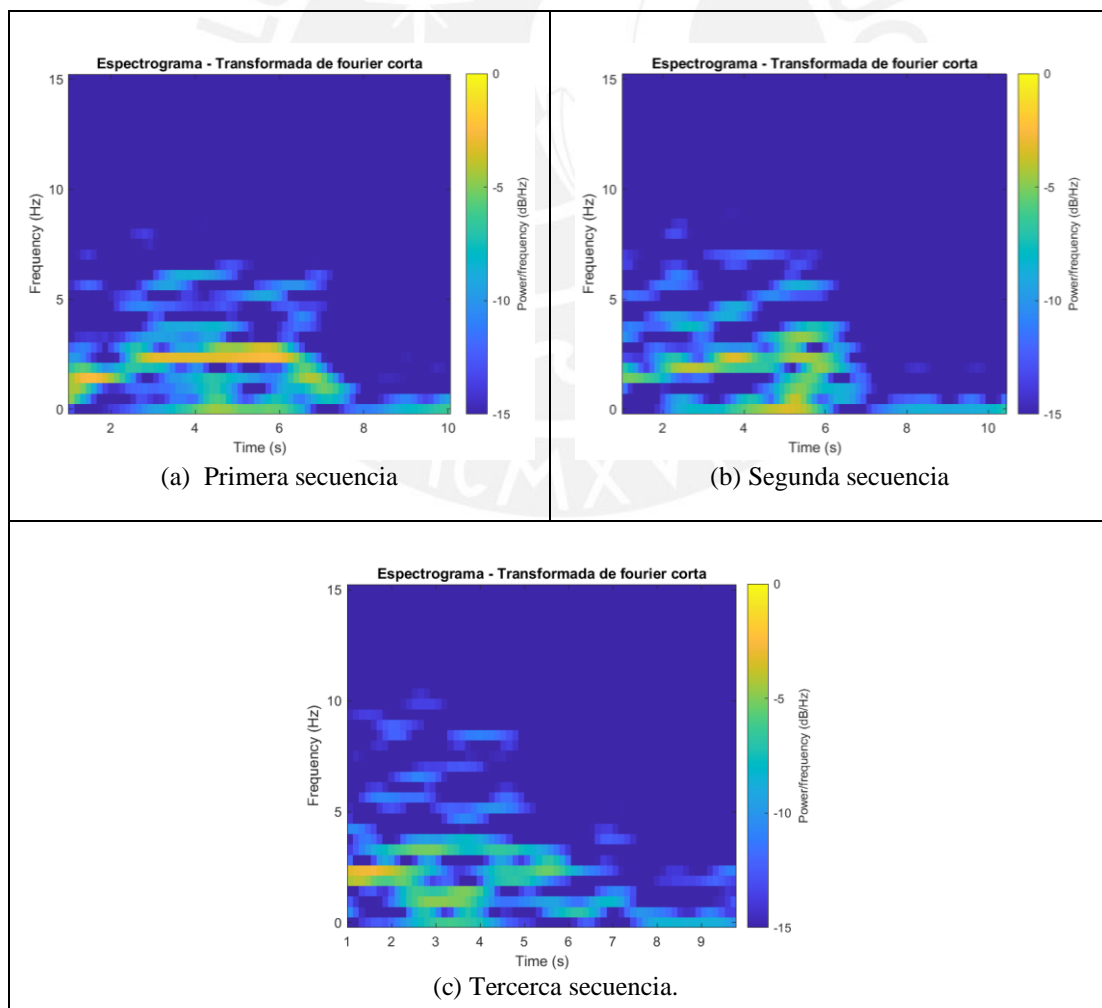 Espectrograma - Transformada de fourier corta
15
10
5
0
Frequency (Hz)
2
4
6
8
10
Time (s)
0
-5
-10
-15
Power/frequency (dB/Hz)
(a) Primera secuencia
Espectrograma - Transformada de fourier corta
15
10
5
0
Frequency (Hz)
2
4
6
8
10
Time (s)
0
-5
-10
-15
Power/frequency (dB/Hz)
(b) Segunda secuencia
Espectrograma - Transformada de fourier corta
15
10
5
0
Frequency (Hz)
1
2
3
4
5
6
7
8
9
Time (s)
0
-5
-10
-15
Power/frequency (dB/Hz)
(c) Tercerca secuencia.